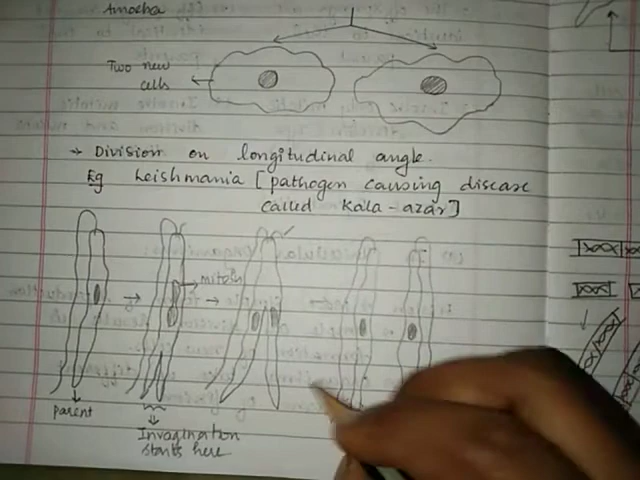 Amoeba
Two new
cells
→ Division on longitudinal angle.
Eg Leishmania [pathogen causing disease
called Kala-azar]
mitosis
parent
Invagination
starts here